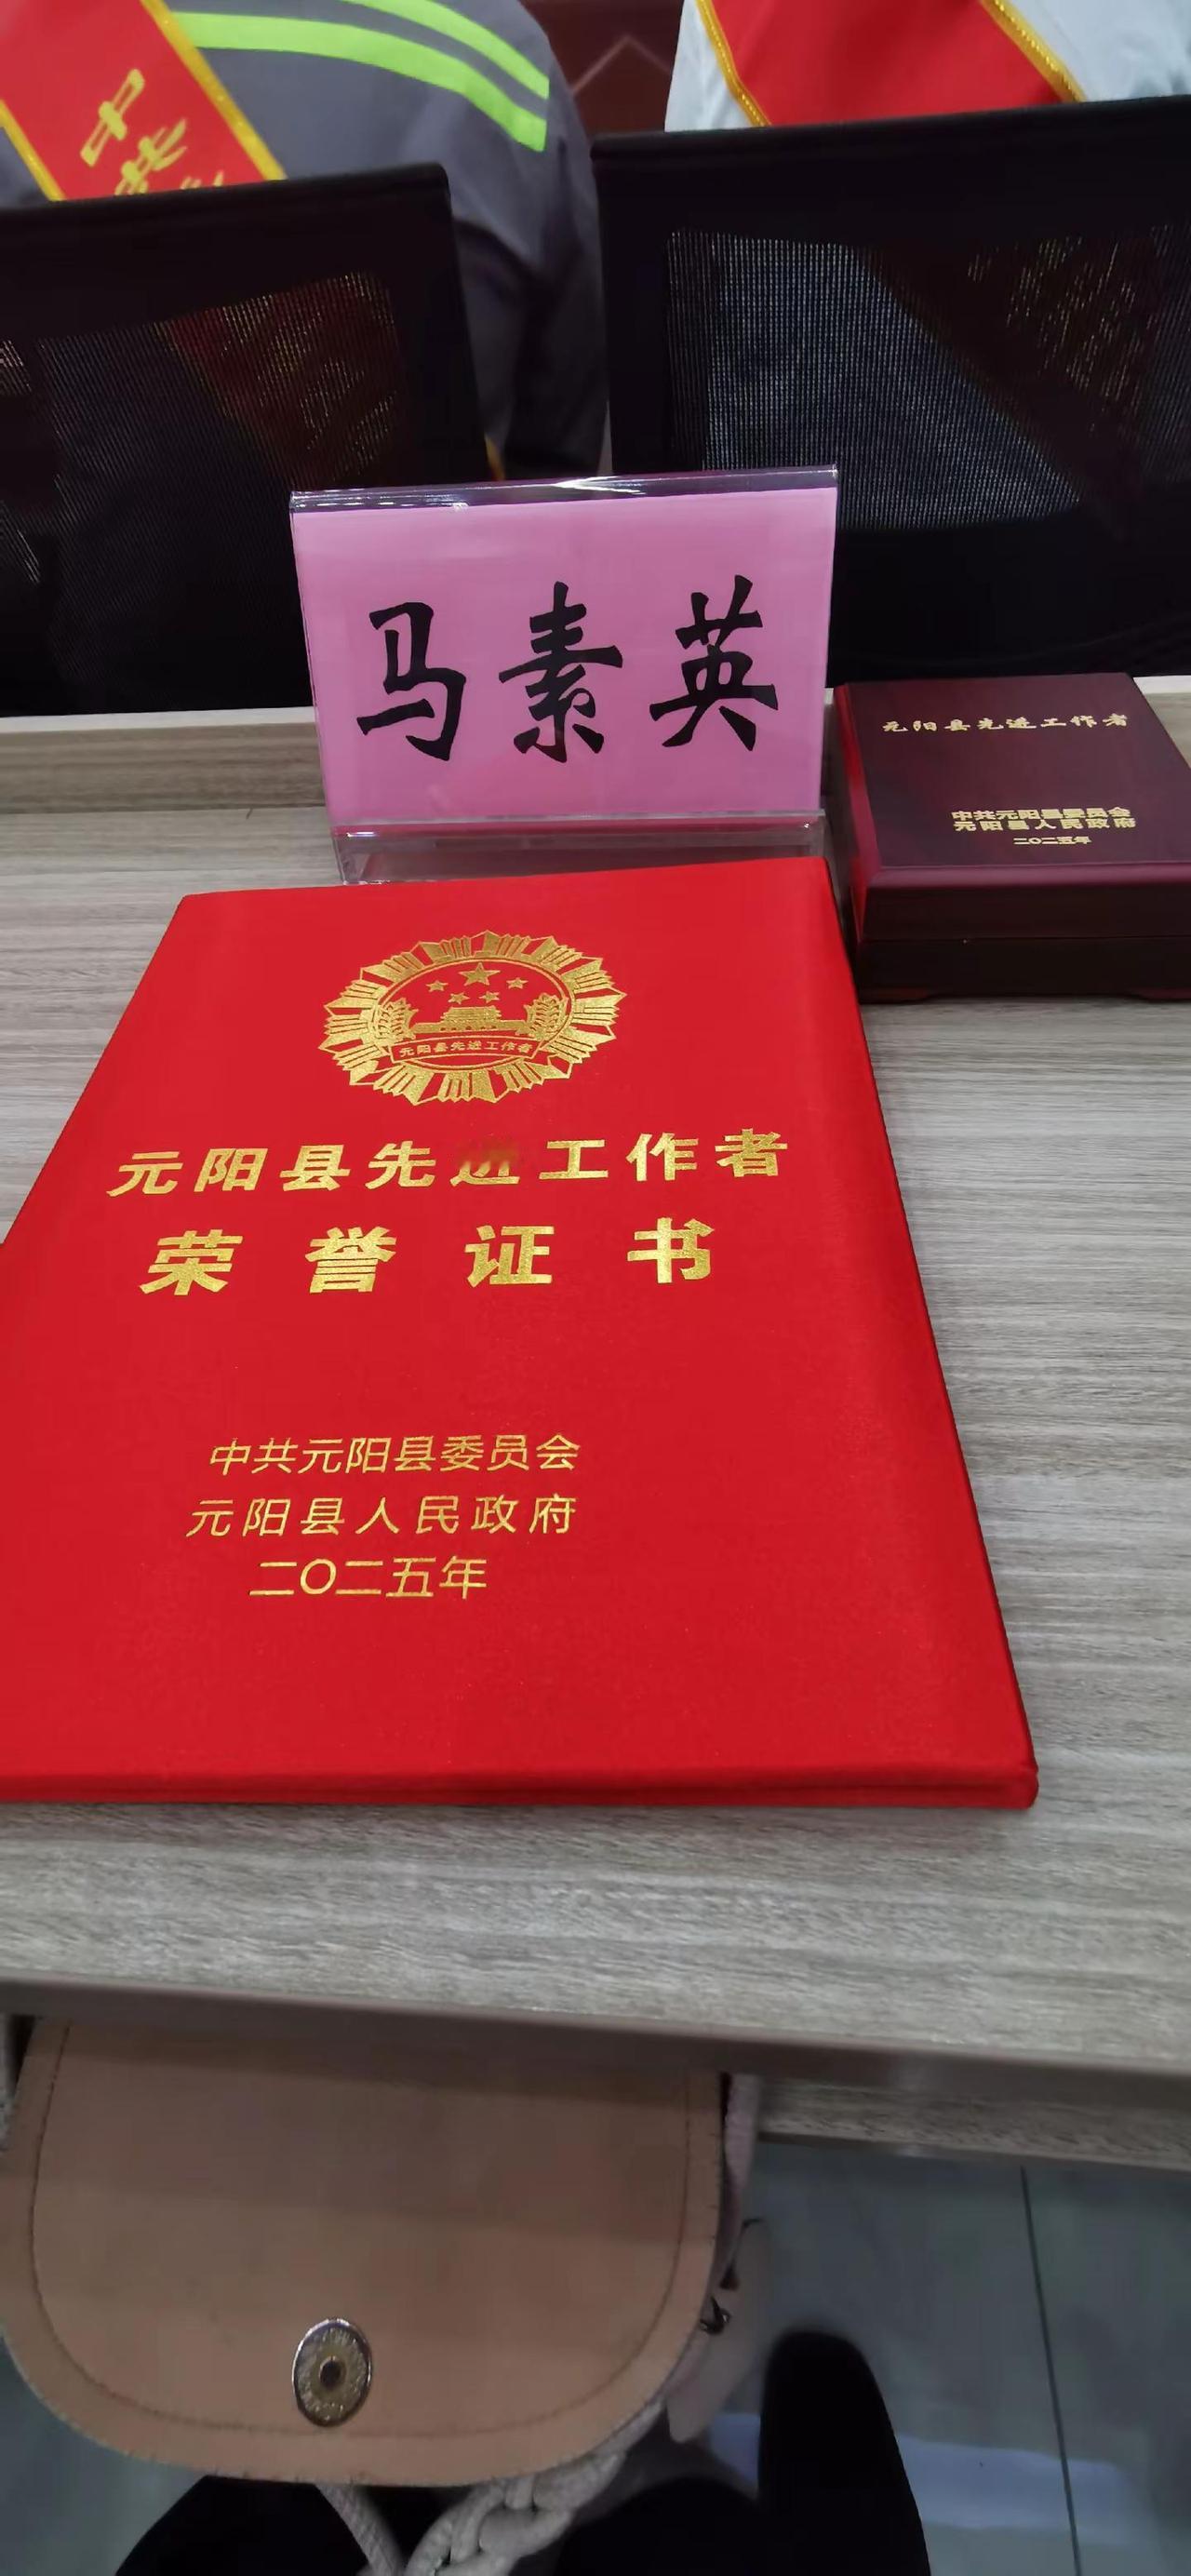 中共
马素英
元阳县先进工作者
中共元阳县委员会
元阳县人民政府
二〇二五年
元阳县先进工作者
元阳县先进工作者
荣誉证书
中共元阳县委员会
元阳县人民政府
二〇二五年